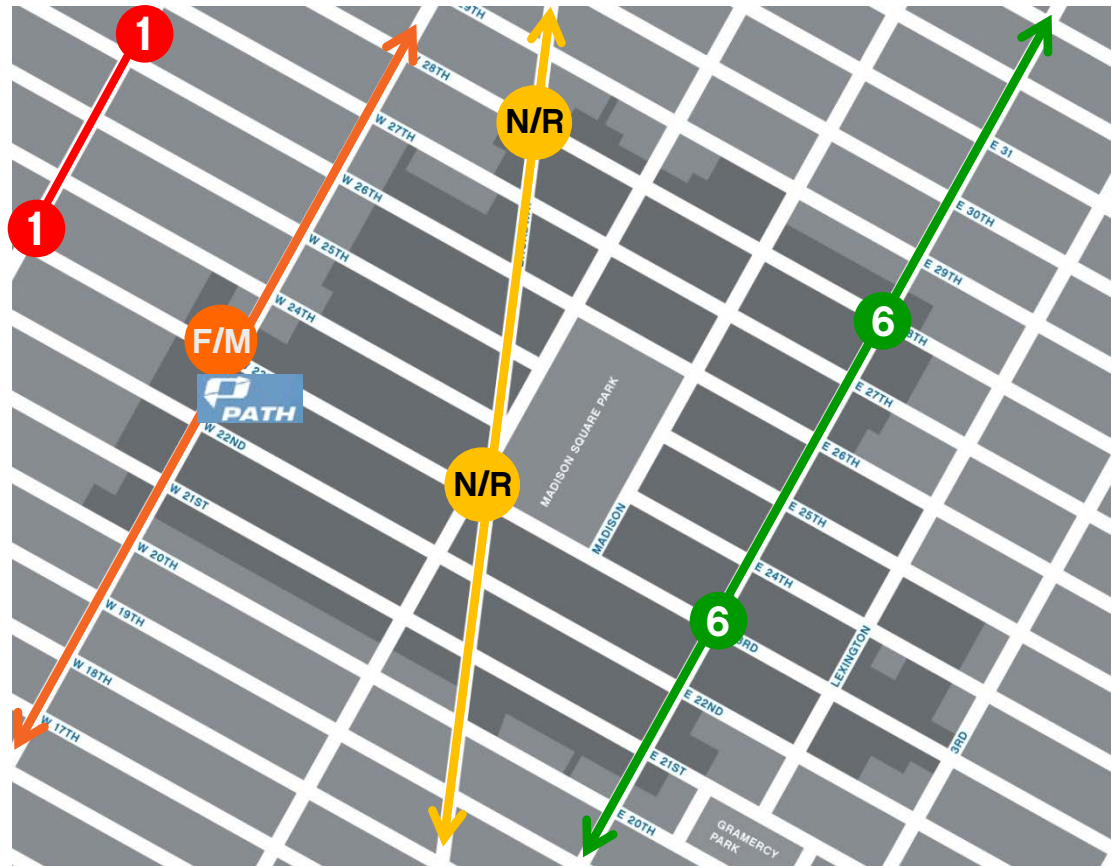 29TH
1
1
W 28TH
W 27TH
W 26TH
W 25TH
W 24TH
F/M
PATH
W 22ND
W 21ST
W 20TH
W 19TH
W 18TH
W 17TH
N/R
N/R
MADISON SQUARE PARK
MADISON
E 31
E 30TH
E 29TH
6
E 27TH
E 26TH
E 25TH
E 24TH
6
E 22ND
E 21ST
E 20TH
LEXINGTON
3RD
GRAMERCY
PARK